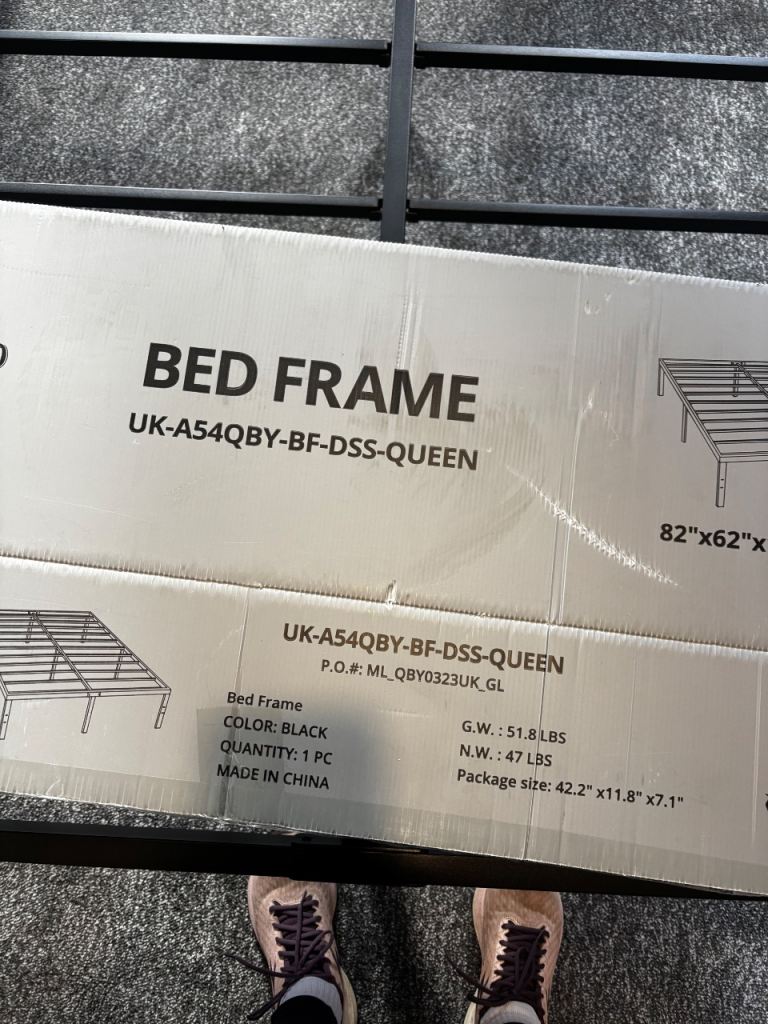 BED FRAME
UK-A54QBY-BF-DSS-QUEEN
82"x62"x
UK-A54QBY-BF-DSS-QUEEN
P.O.#: ML_QBY0323UK_GL
Bed Frame
COLOR: BLACK
QUANTITY: 1 PC
MADE IN CHINA
G.W. : 51.8 LBS
N.W. : 47 LBS
Package size: 42.2" x11.8" x7.1"